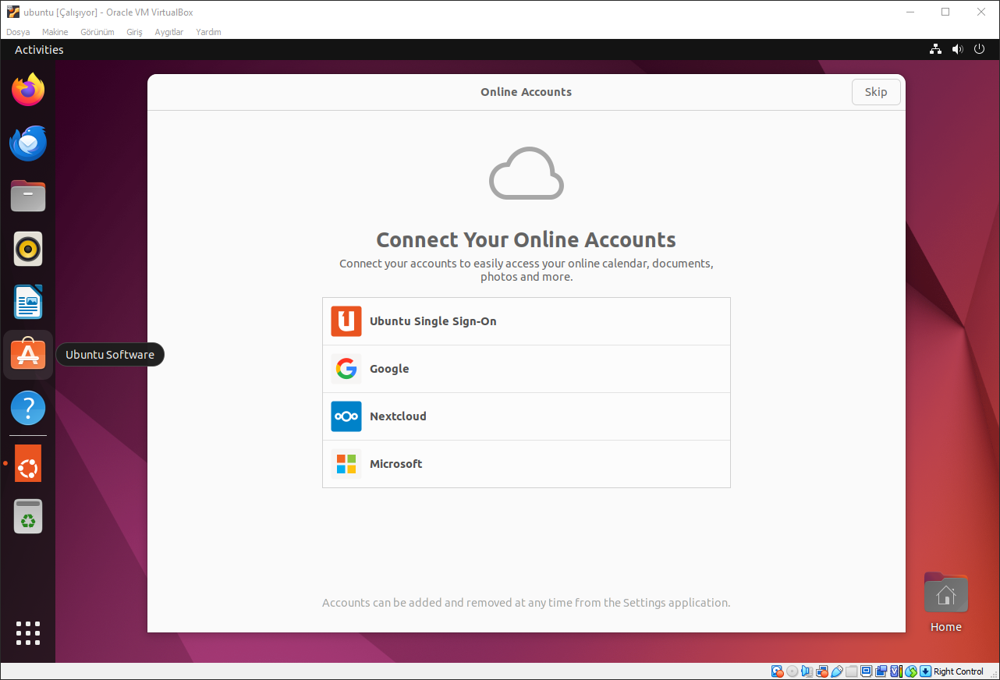 ubuntu [Çalışıyor] - Oracle VM VirtualBox
Dosya Makine Görünüm Giriş Aygıtlar Yardım
Activities
Online Accounts
Skip
Connect Your Online Accounts
Connect your accounts to easily access your online calendar, documents,
photos and more.
Ubuntu Single Sign-On
Ubuntu Software
Google
Nextcloud
Microsoft
Accounts can be added and removed at any time from the Settings application.
Home
Right Control